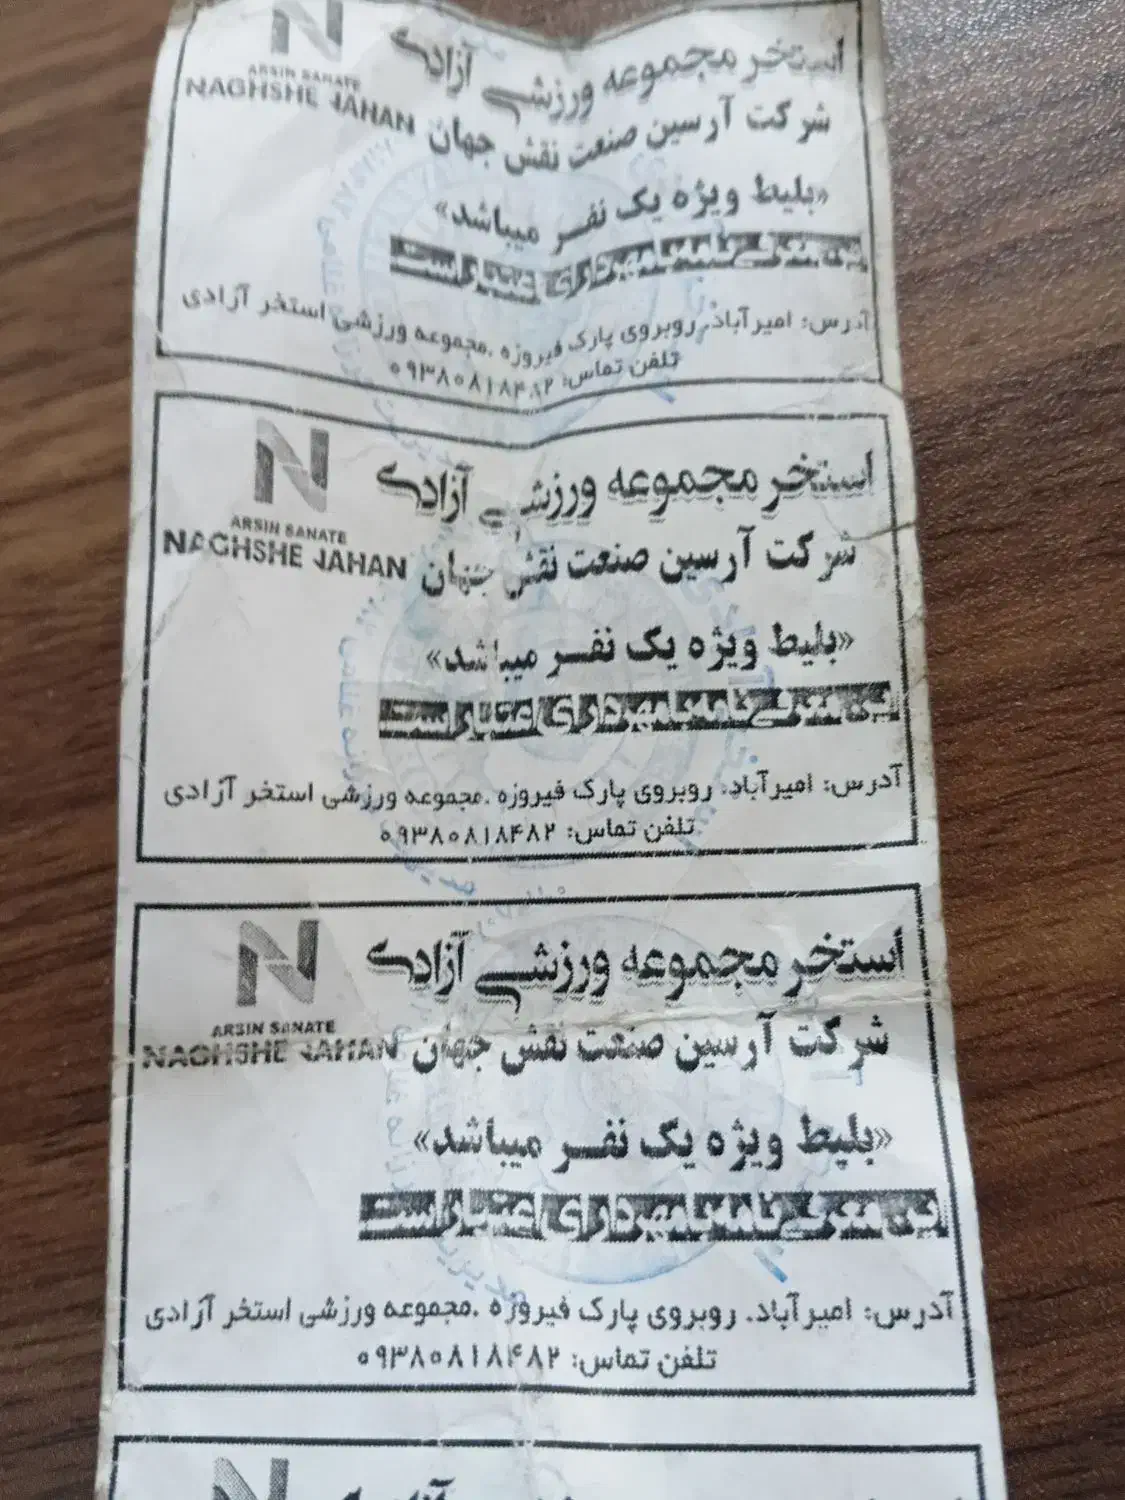 استخر مجموعه ورزشی آزادی
ARSIN SANATE
NAGHSHE JAHAN
شرکت آرسین صنعت نقش جهان
«بلیط ویژه یک نفر میباشد»
آدرس: امیرآباد. روبروی پارک فیروزه .مجموعه ورزشی استخر آزادی
تلفن تماس: ۰۹۳۸۰۸۱۸۴۸۲
استخر مجموعه ورزشی آزادی
ARSIN SANATE
NAGHSHE JAHAN
شرکت آرسین صنعت نقش جهان
«بلیط ویژه یک نفر میباشد»
آدرس: امیرآباد. روبروی پارک فیروزه .مجموعه ورزشی استخر آزادی
تلفن تماس: ۰۹۳۸۰۸۱۸۴۸۲
استخر مجموعه ورزشی آزادی
ARSIN SANATE
NAGHSHE JAHAN
شرکت آرسین صنعت نقش جهان
«بلیط ویژه یک نفر میباشد»
آدرس: امیرآباد. روبروی پارک فیروزه .مجموعه ورزشی استخر آزادی
تلفن تماس: ۰۹۳۸۰۸۱۸۴۸۲